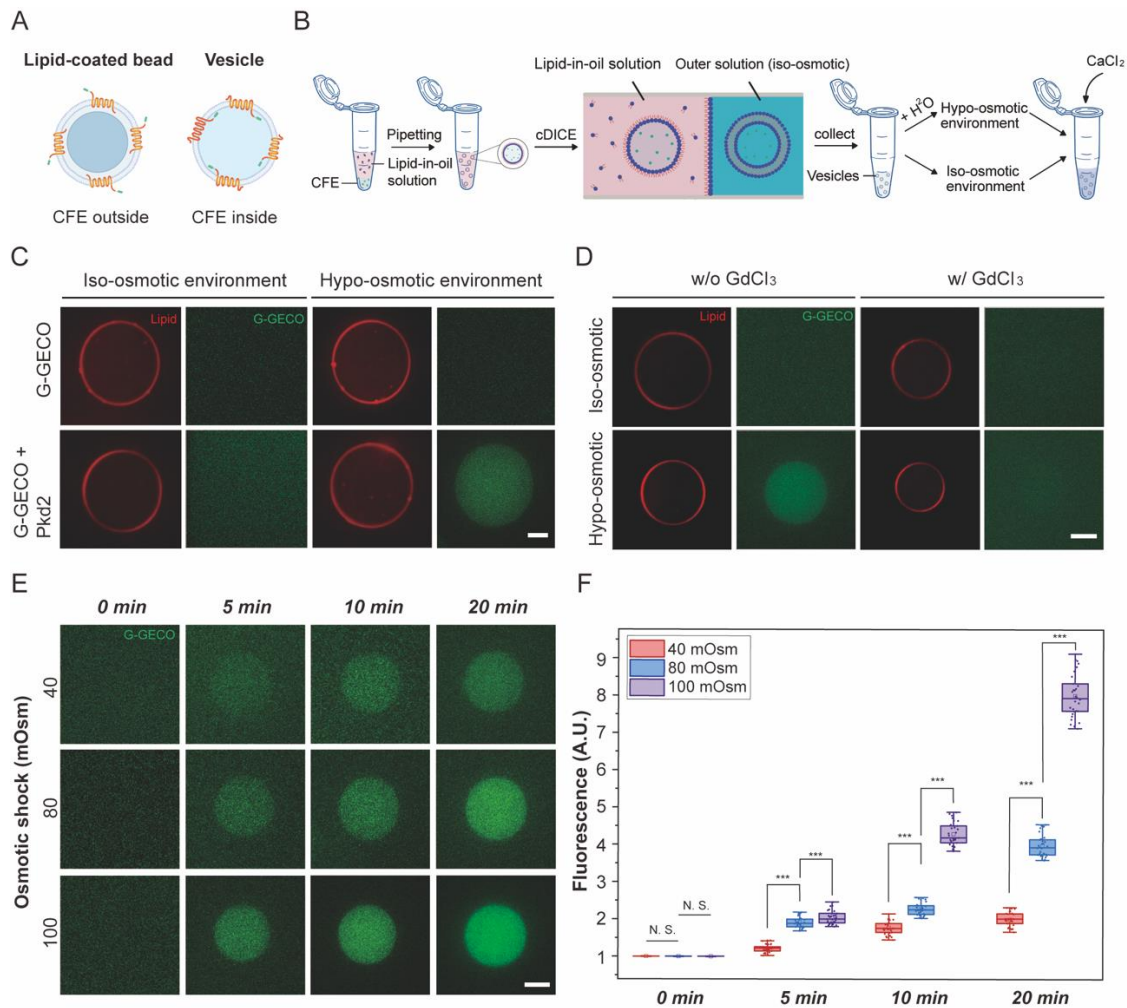 A
Lipid-coated bead
Vesicle
CFE outside
CFE inside
B
Pipetting
Lipid-in-oil
solution
CFE
cDICE
Lipid-in-oil solution
Outer solution (iso-osmotic)
collect
Vesicles
+ H²O
Hypo-osmotic
environment
Iso-osmotic
environment
CaCl₂
C
Iso-osmotic environment
Hypo-osmotic environment
G-GECO
Lipid
G-GECO
G-GECO +
Pkd2
D
w/o GdCl₃
w/ GdCl₃
Iso-osmotic
Lipid
G-GECO
Hypo-osmotic
E
0 min
5 min
10 min
20 min
Osmotic shock (mOsm)
40
G-GECO
80
100
F
Fluorescence (A.U.)
9
8
7
6
5
4
3
2
1
40 mOsm
80 mOsm
100 mOsm
N. S.
N. S.
***
***
***
***
***
***
0 min
5 min
10 min
20 min